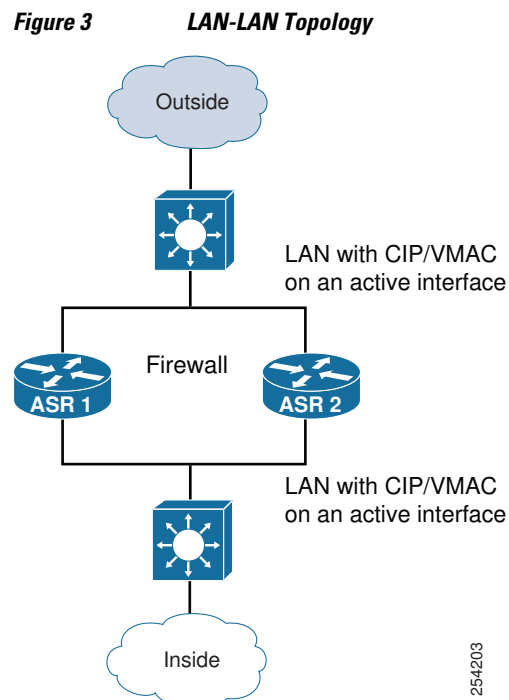 Figure 3 LAN-LAN Topology
Outside
LAN with CIP/VMAC
on an active interface
Firewall
ASR 1
ASR 2
LAN with CIP/VMAC
on an active interface
Inside
254203